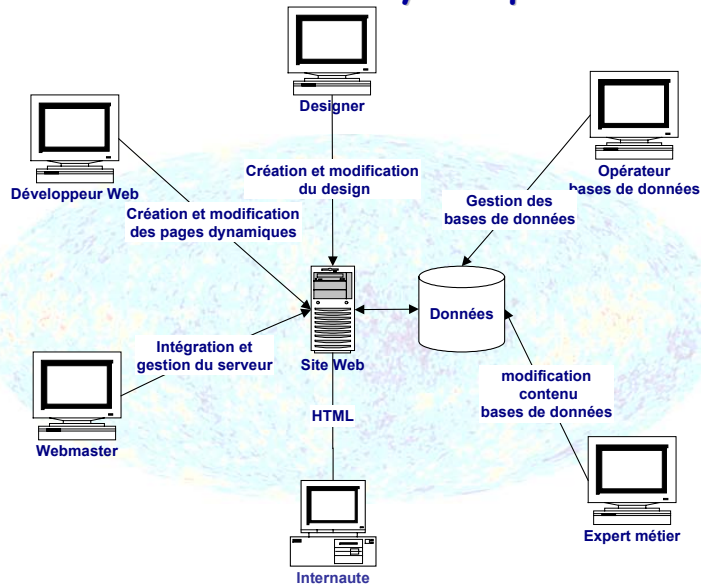 Designer
Opérateur
bases de données
Développeur Web
Création et modification
du design
Création et modification
des pages dynamiques
Gestion des
bases de données
Données
Intégration et
gestion du serveur
Site Web
modification
contenu
bases de données
HTML
Webmaster
Expert métier
Internaute